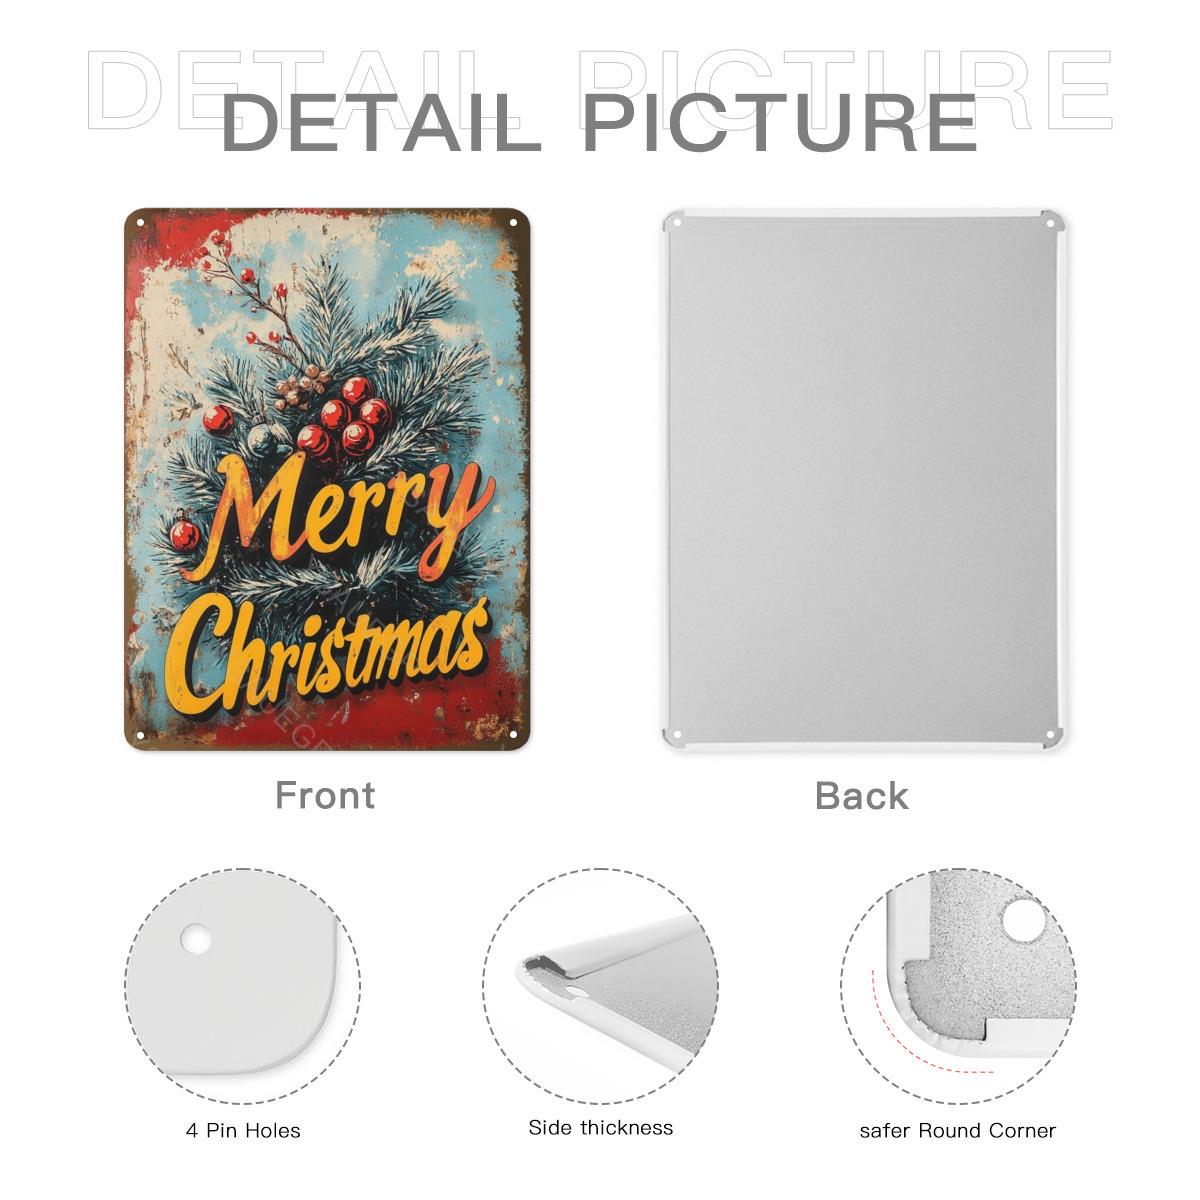 DETAIL PICTURE
DETAIL PICTURE
Merry
Christmas
Front
Back
4 Pin Holes
Side thickness
safer Round Corner